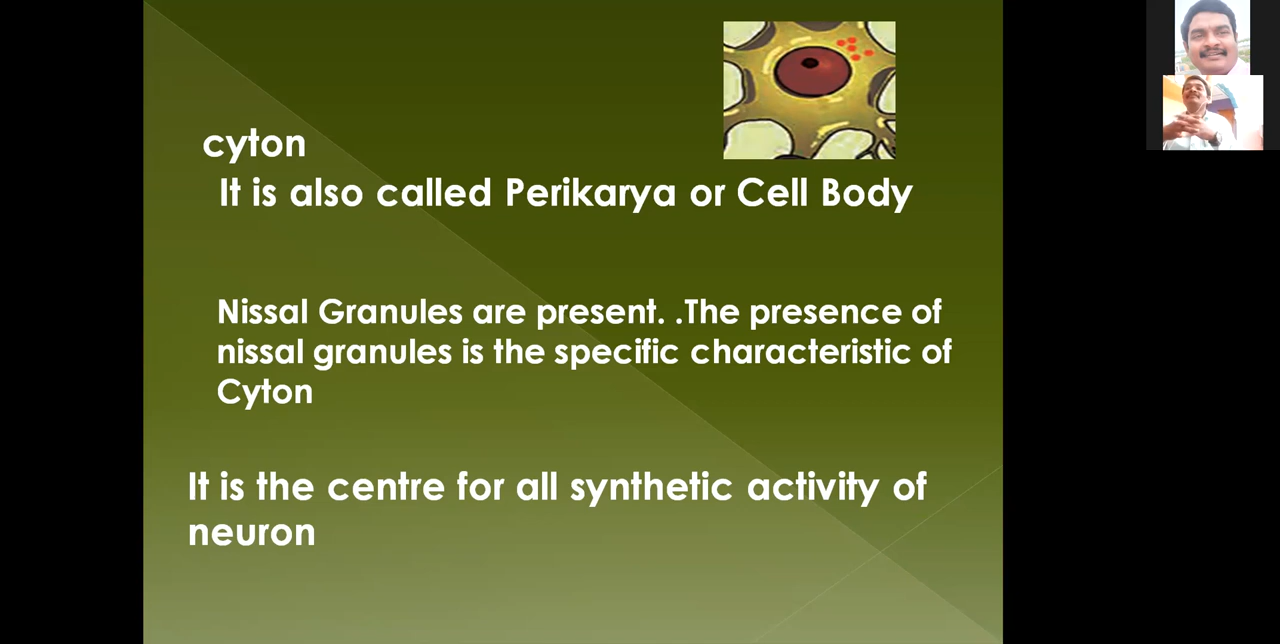 cyton
It is also called Perikarya or Cell Body
Nissal Granules are present. .The presence of
nissal granules is the specific characteristic of
Cyton
It is the centre for all synthetic activity of
neuron